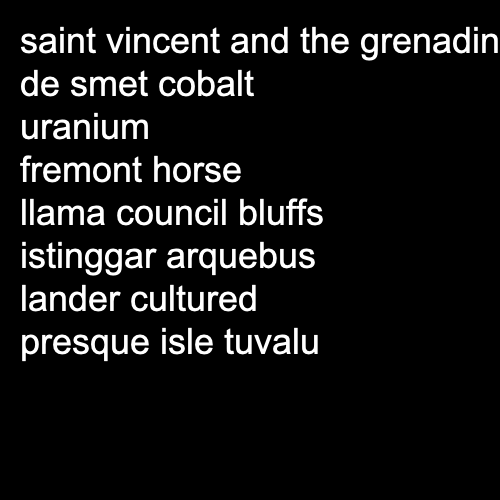 saint vincent and the grenadin
de smet cobalt
uranium
fremont horse
llama council bluffs
istinggar arquebus
lander cultured
presque isle tuvalu